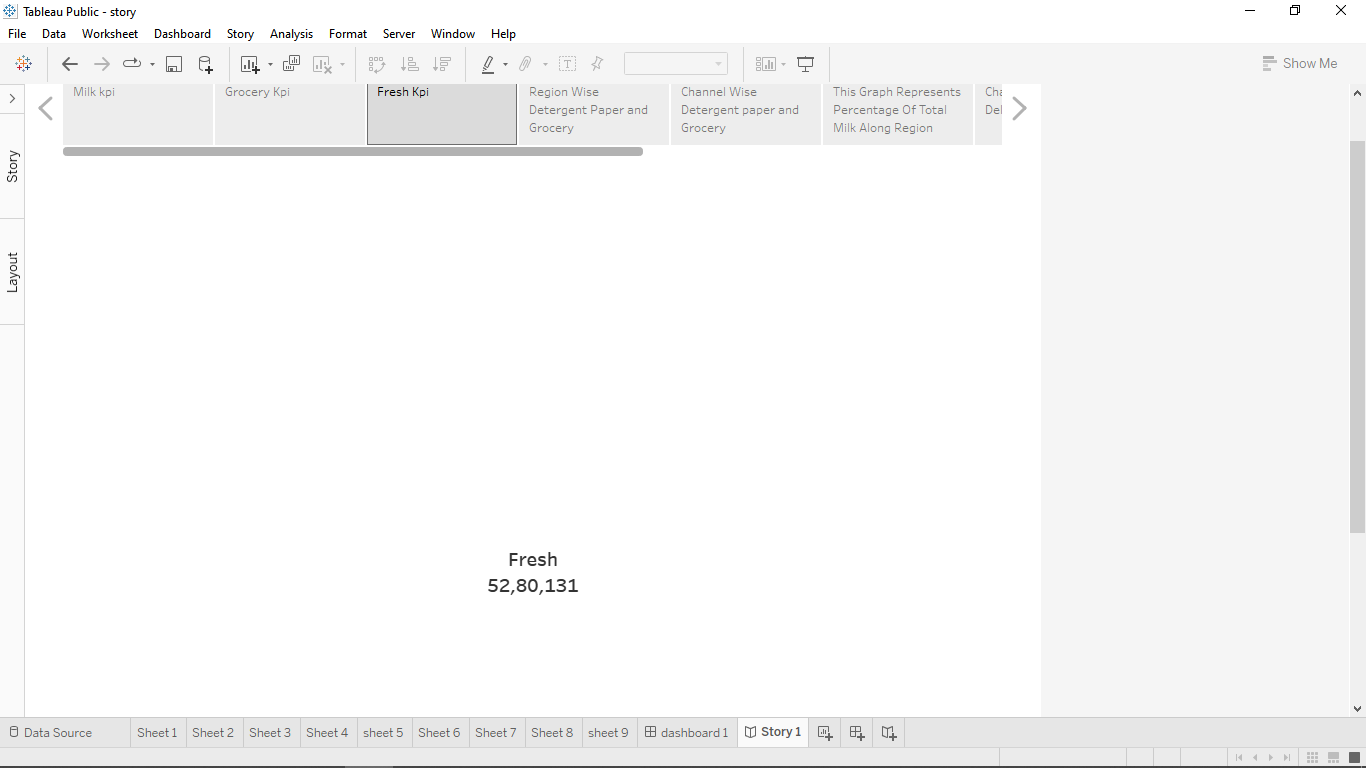 Tableau Public - story
File Data Worksheet Dashboard Story Analysis Format Server Window Help
Show Me
Story
Layout
Milk kpi
Grocery Kpi
Fresh Kpi
Region Wise
Detergent Paper and
Grocery
Channel Wise
Detergent paper and
Grocery
This Graph Represents
Percentage Of Total
Milk Along Region
Fresh
52,80,131
Data Source Sheet 1 Sheet 2 Sheet 3 Sheet 4 sheet 5 Sheet 6 Sheet 7 Sheet 8 sheet 9 dashboard 1 Story 1